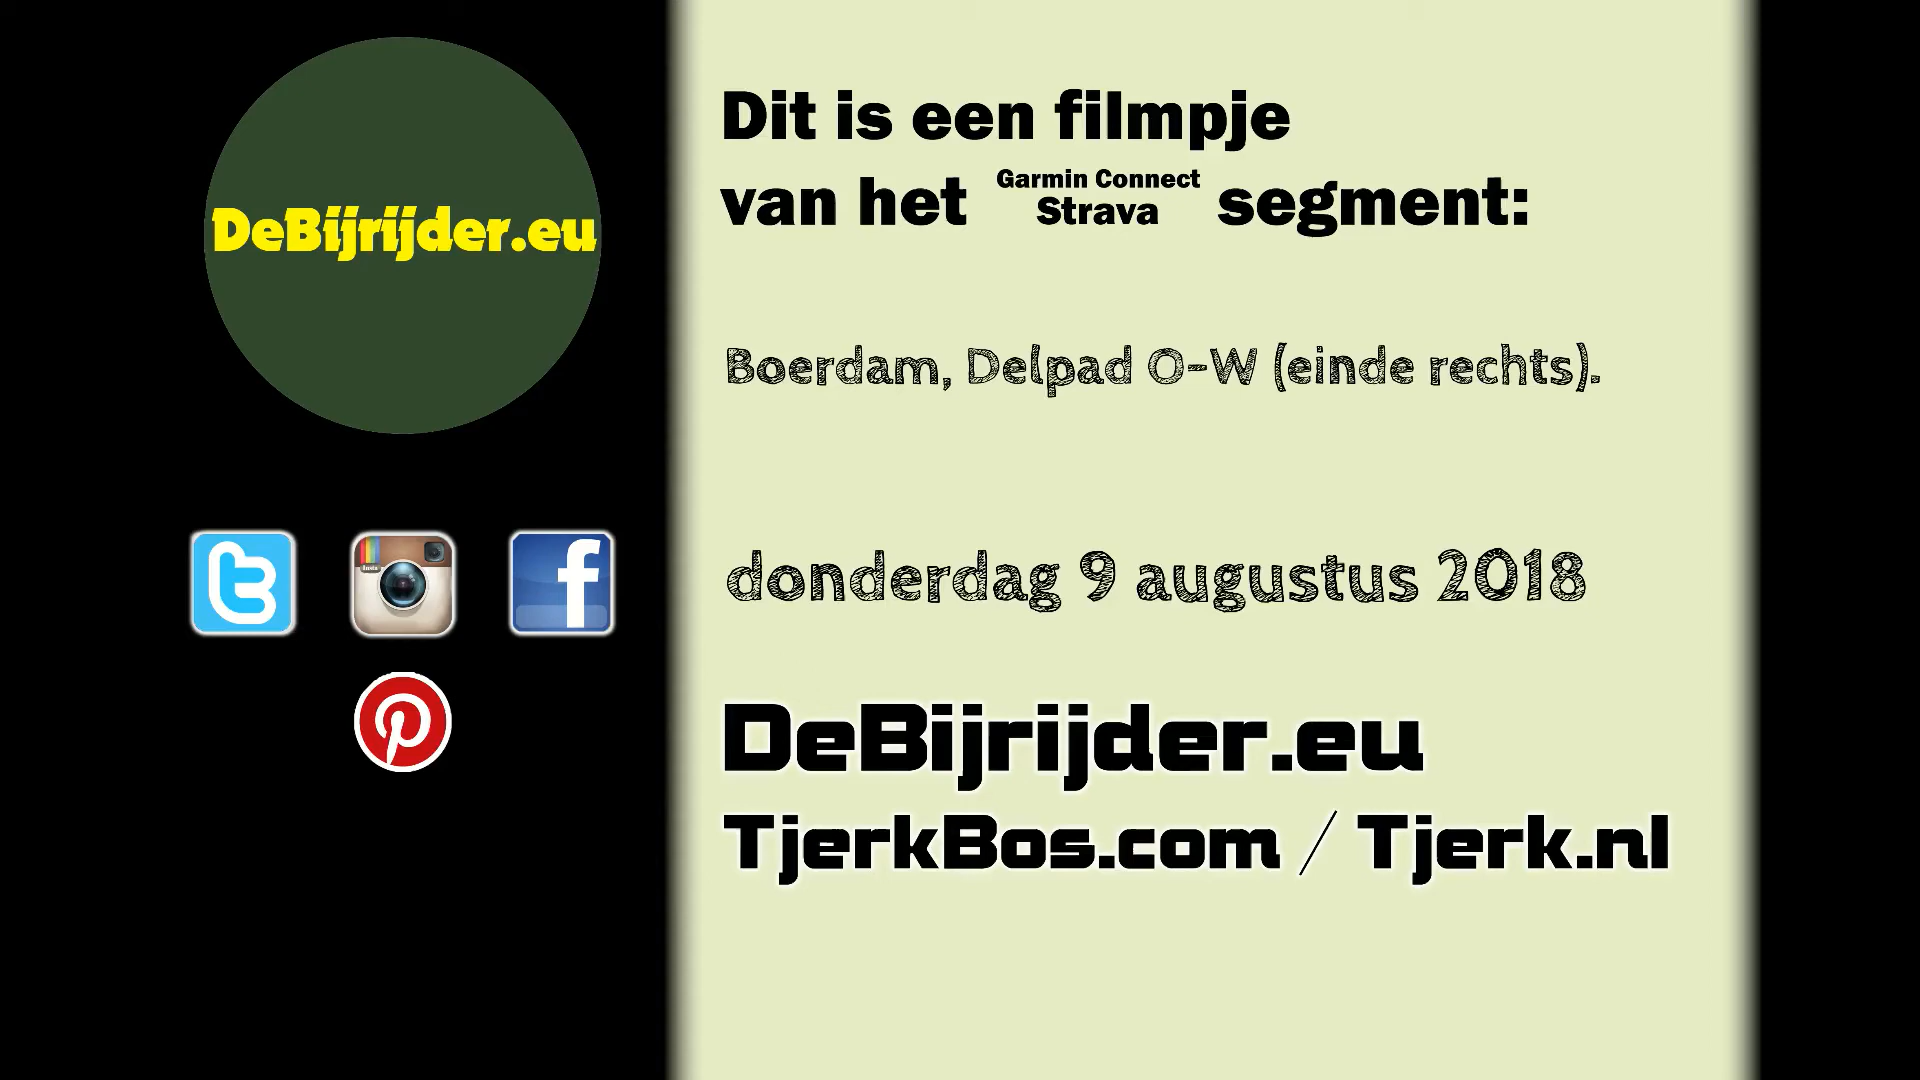 DeBijrijder.eu
Insta
Dit is een filmpje
van het Garmin Connect Strava segment:
Boerdam, Delpad O-W (einde rechts).
donderdag 9 augustus 2018
DeBijrijder.eu
TjerkBos.com / Tjerk.nl